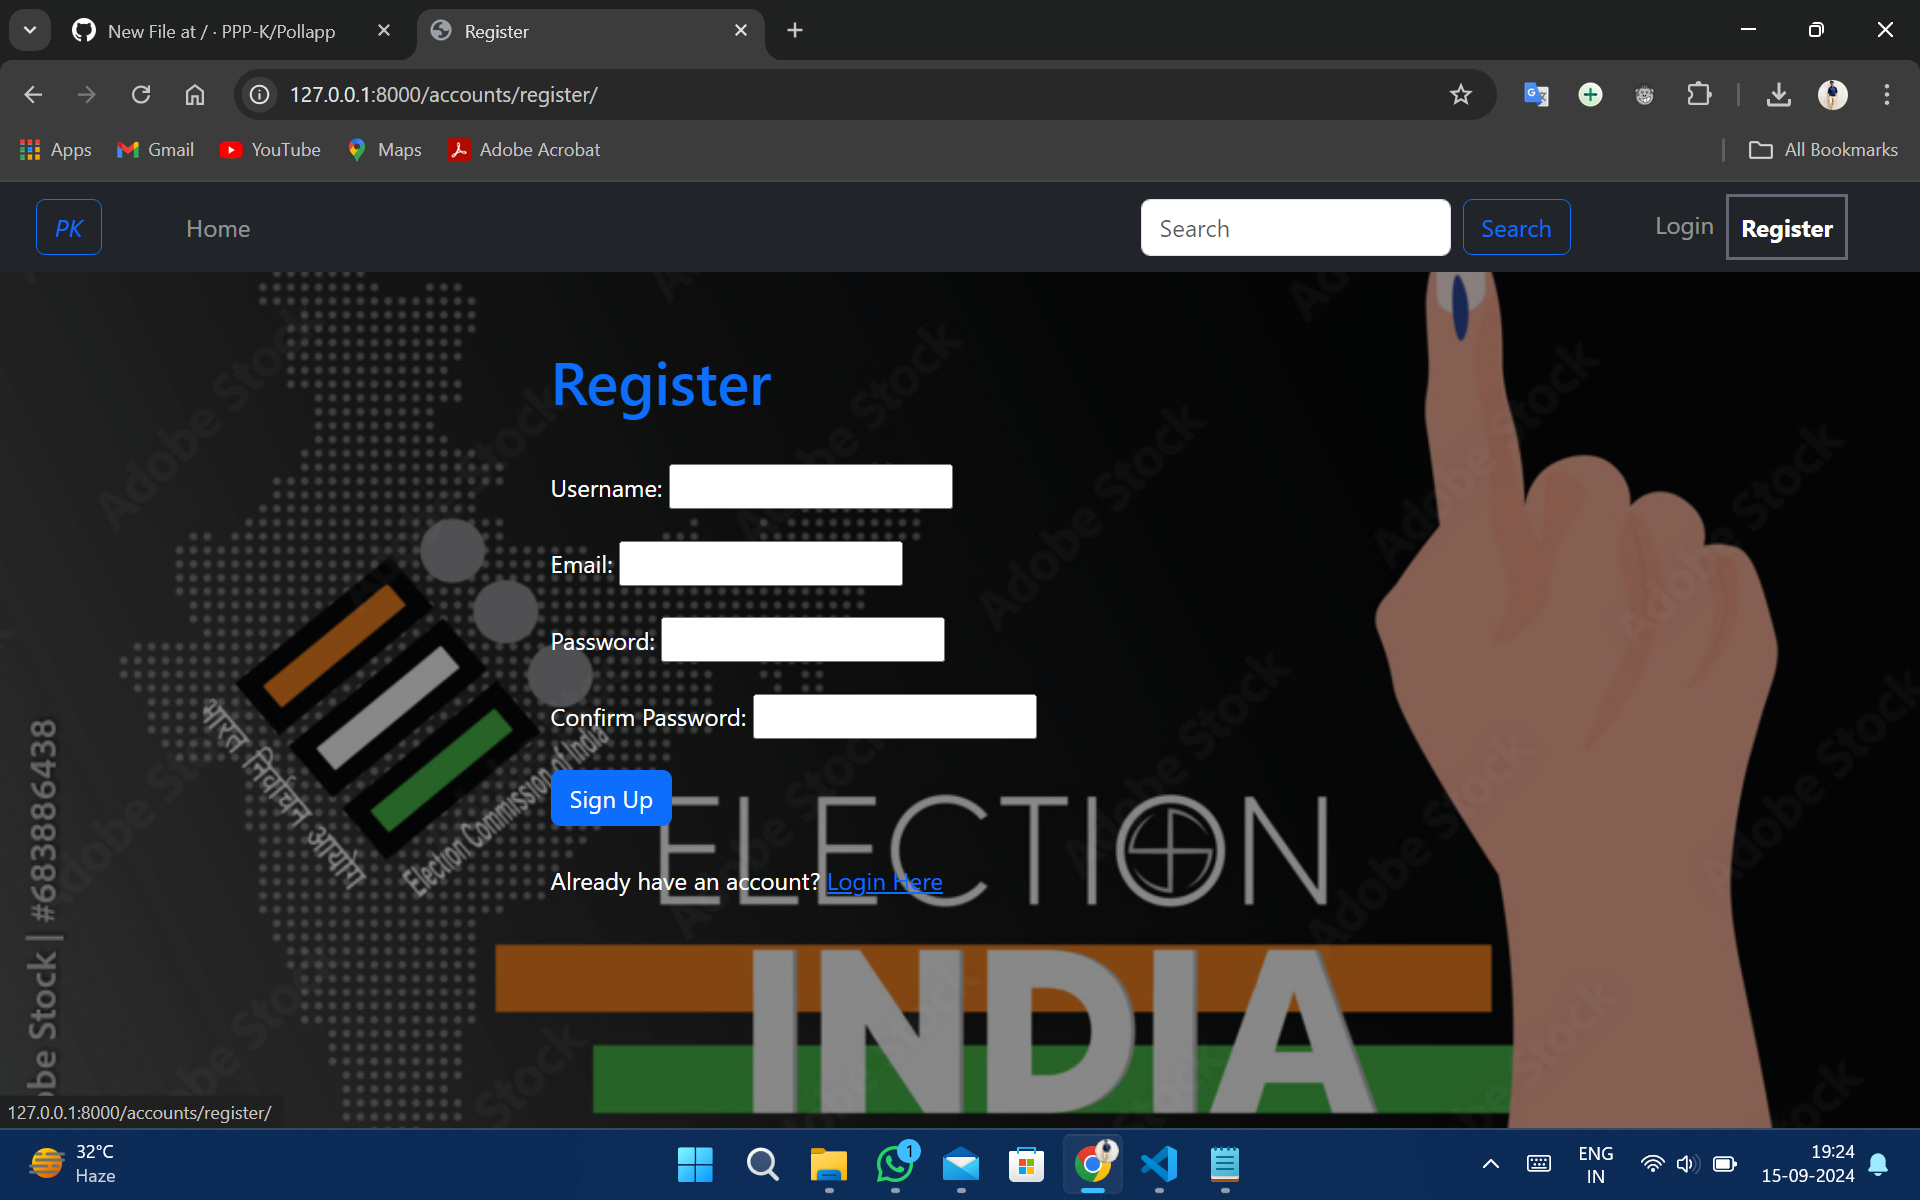 New File at / · PPP-K/Pollapp
Register
127.0.0.1:8000/accounts/register/
Apps
Gmail
YouTube
Maps
Adobe Acrobat
All Bookmarks
PK
Home
Search
Search
Login
Register
Register
Username:
Email:
Password:
Confirm Password:
Sign Up
Already have an account? Login Here
भारत निर्वाचन आयोग
Election Commission of India
ELECTION
INDIA
Adobe Stock
Adobe Stock | #683886438
127.0.0.1:8000/accounts/register/
32°C
Haze
1
ENG
IN
19:24
15-09-2024